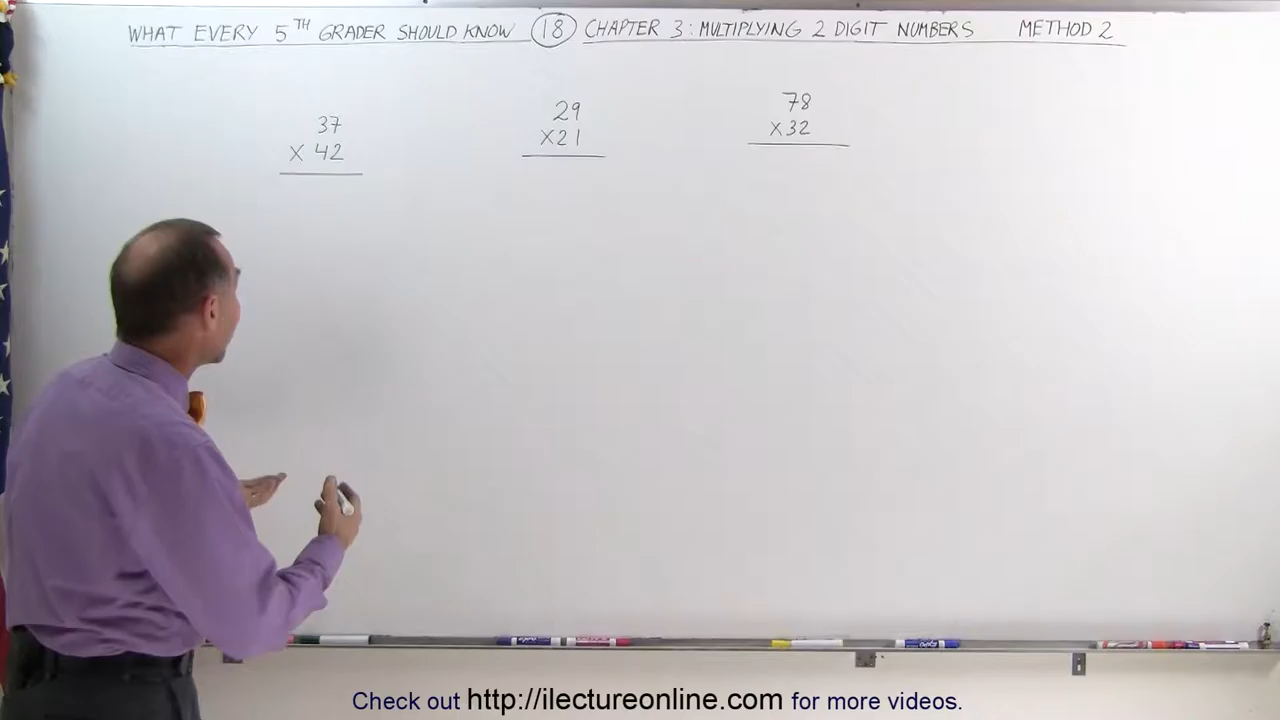 WHAT EVERY 5TH GRADER SHOULD KNOW 18 CHAPTER 3: MULTIPLYING 2 DIGIT NUMBERS METHOD 2
37
X 42
29
X21
78
X32
Check out http://ilectureonline.com for more videos.